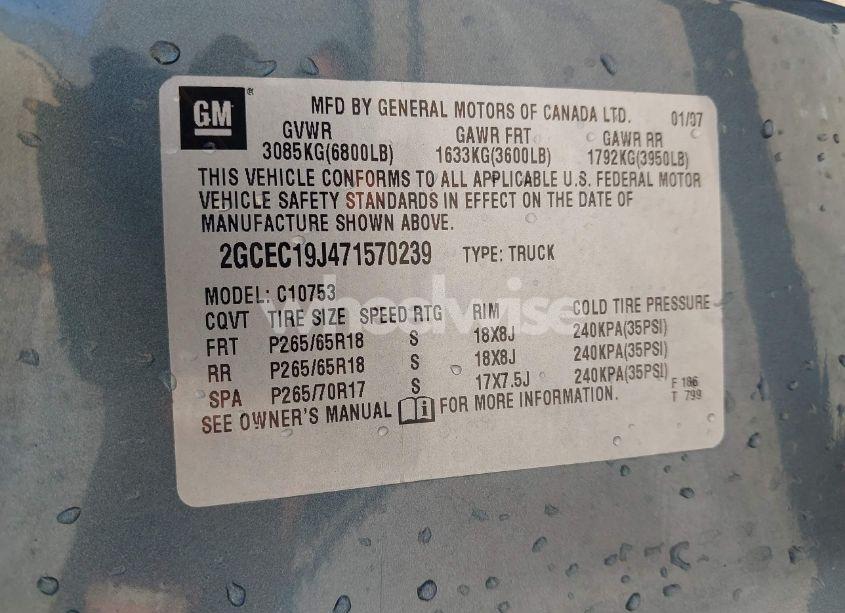 GM ®
MFD BY GENERAL MOTORS OF CANADA LTD. 01/07
GVWR GAWR FRT GAWR RR
3085KG(6800LB) 1633KG(3600LB) 1792KG(3950LB)
THIS VEHICLE CONFORMS TO ALL APPLICABLE U.S. FEDERAL MOTOR
VEHICLE SAFETY STANDARDS IN EFFECT ON THE DATE OF
MANUFACTURE SHOWN ABOVE.
2GCEC19J471570239 TYPE: TRUCK
MODEL: C10753
wheelwise
CQVT TIRE SIZE SPEED RTG RIM COLD TIRE PRESSURE
FRT P265/65R18 S 18X8J 240KPA(35PSI)
RR P265/65R18 S 18X8J 240KPA(35PSI)
SPA P265/70R17 S 17X7.5J 240KPA(35PSI)
SEE OWNER'S MANUAL i FOR MORE INFORMATION.
F 186
T 799